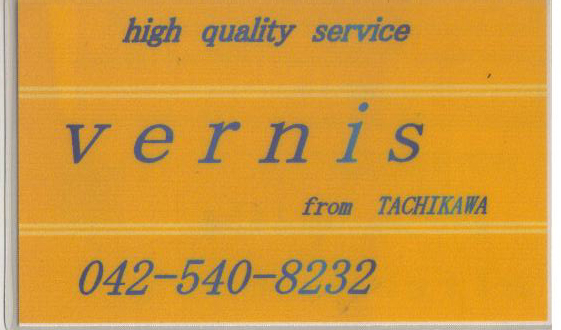 high quality service
vernis
from TACHIKAWA
042-540-8232